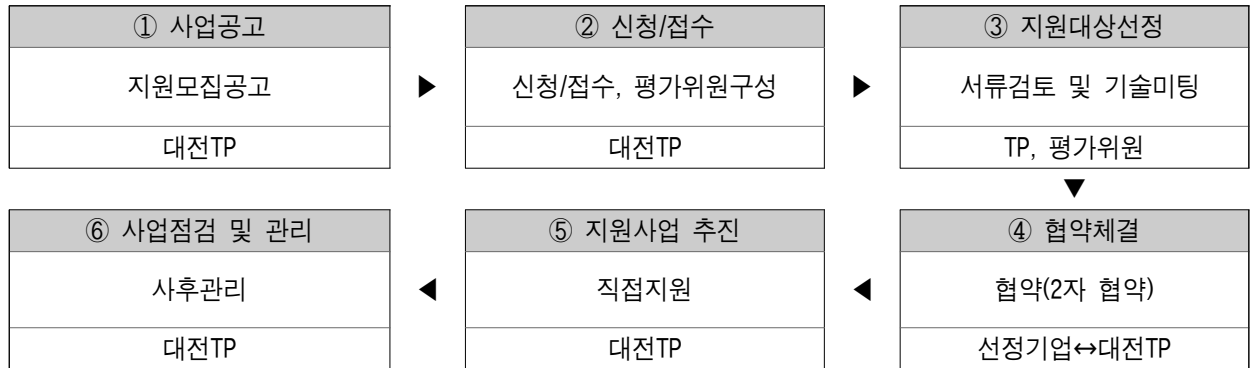 ① 사업공고
지원모집공고
대전TP
▶
② 신청/접수
신청/접수, 평가위원구성
대전TP
▶
③ 지원대상선정
서류검토 및 기술미팅
TP, 평가위원
▼
④ 협약체결
협약(2자 협약)
선정기업↔대전TP
◀
⑤ 지원사업 추진
직접지원
대전TP
◀
⑥ 사업점검 및 관리
사후관리
대전TP